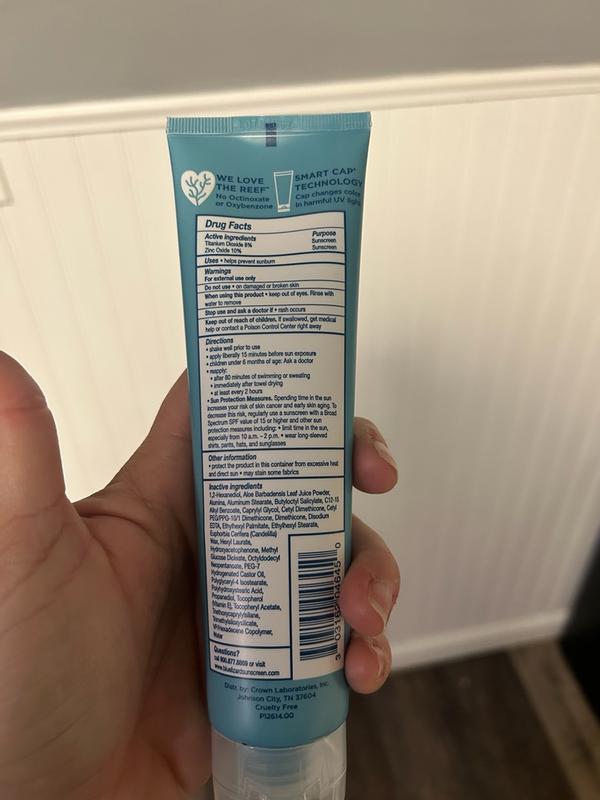 WE LOVE
THE REEF™
No Octinoxate
or Oxybenzone
SMART CAP®
TECHNOLOGY
Cap changes color
in harmful UV light
Drug Facts
Active Ingredients Purpose
Titanium Dioxide 8% Sunscreen
Zinc Oxide 10% Sunscreen
Uses • helps prevent sunburn
Warnings
For external use only
Do not use • on damaged or broken skin
When using this product • keep out of eyes. Rinse with
water to remove
Stop use and ask a doctor if • rash occurs
Keep out of reach of children. If swallowed, get medical
help or contact a Poison Control Center right away
Directions
• shake well prior to use
• apply liberally 15 minutes before sun exposure
• children under 6 months of age: Ask a doctor
• reapply:
• after 80 minutes of swimming or sweating
• immediately after towel drying
• at least every 2 hours
• Sun Protection Measures. Spending time in the sun
increases your risk of skin cancer and early skin aging. To
decrease this risk, regularly use a sunscreen with a Broad
Spectrum SPF value of 15 or higher and other sun
protection measures including: • limit time in the sun,
especially from 10 a.m. – 2 p.m. • wear long-sleeved
shirts, pants, hats, and sunglasses
Other information
• protect the product in this container from excessive heat
and direct sun • may stain some fabrics
Inactive ingredients
1,2-Hexanediol, Aloe Barbadensis Leaf Juice Powder,
Alumina, Aluminum Stearate, Butyloctyl Salicylate, C12-15
Alkyl Benzoate, Caprylyl Glycol, Cetyl Dimethicone, Cetyl
PEG/PPG-10/1 Dimethicone, Dimethicone, Disodium
EDTA, Ethylhexyl Palmitate, Ethylhexyl Stearate,
Euphorbia Cerifera (Candelilla)
Wax, Hexyl Laurate,
Hydroxyacetophenone, Methyl
Glucose Dioleate, Octyldodecyl
Neopentanoate, PEG-7
Hydrogenated Castor Oil,
Polyglyceryl-4 Isostearate,
Polyhydroxystearic Acid,
Propanediol, Tocopherol
(Vitamin E), Tocopheryl Acetate,
Triethoxycaprylylsilane,
Trimethylsiloxysilicate,
VP/Hexadecene Copolymer,
Water
Questions?
call 800.877.8869 or visit
www.bluelizardsunscreen.com
Distr. by: Crown Laboratories, Inc.
Johnson City, TN 37604
Cruelty Free
P12614.00